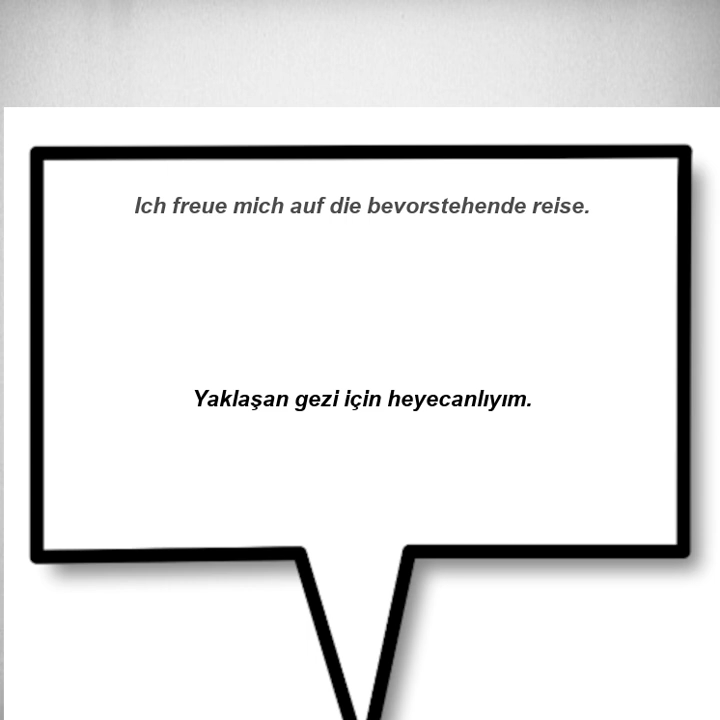 Ich freue mich auf die bevorstehende reise.
Yaklaşan gezi için heyecanlıyım.